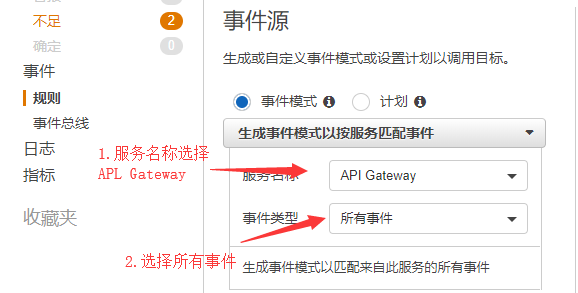 不足
2
确定
0
事件
规则
事件总线
日志
指标
收藏夹
事件源
生成或自定义事件模式或设置计划以调用目标。
事件模式
计划
生成事件模式以按服务匹配事件
1.服务名称选择
APL Gateway
服务名称
API Gateway
事件类型
所有事件
2.选择所有事件
生成事件模式以匹配来自此服务的所有事件